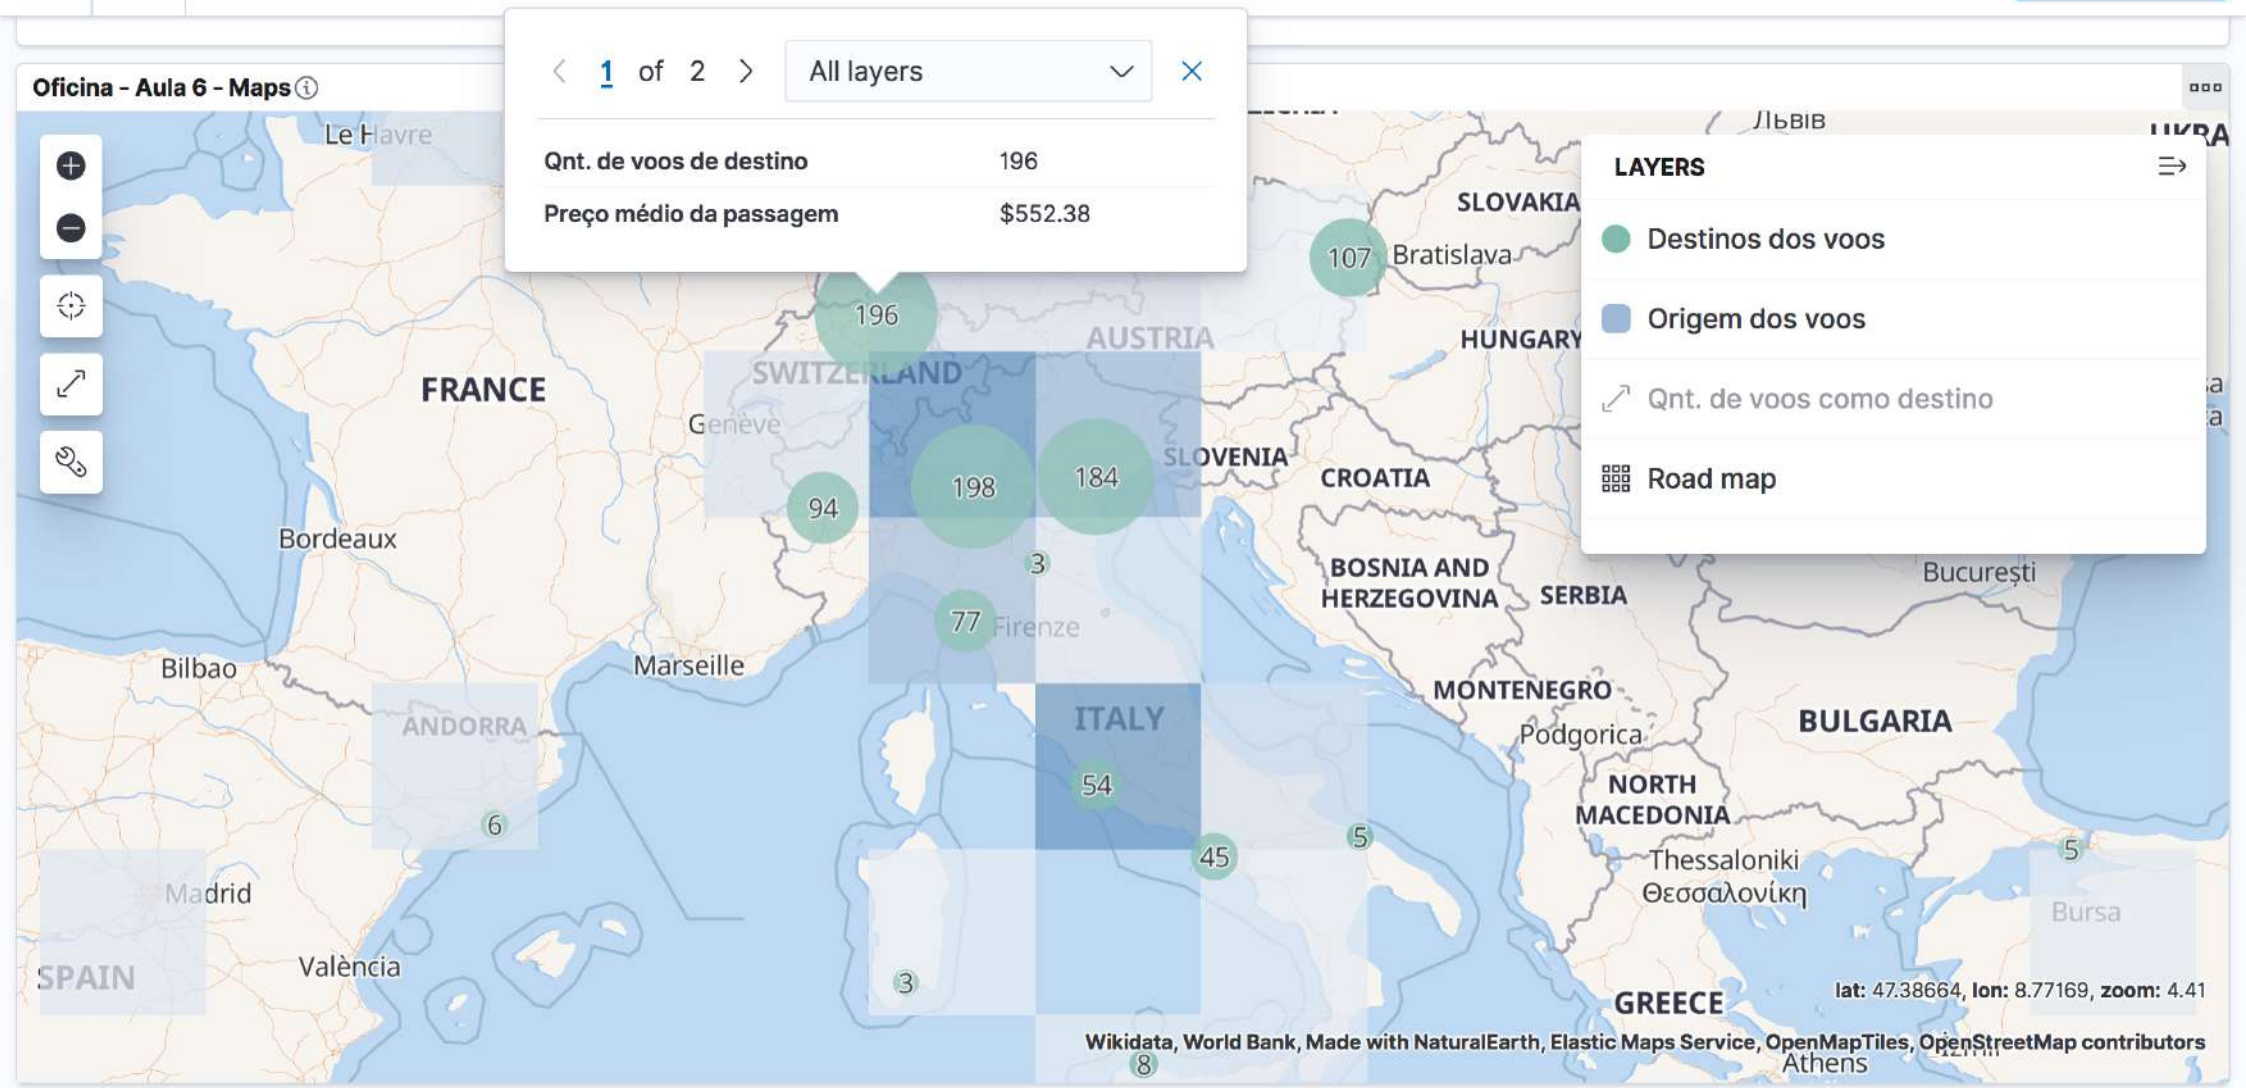 1 of 2
All layers
Qnt. de voos de destino 196
Preço médio da passagem $552.38
Oficina - Aula 6 - Maps
Le Havre
Львів
LAYERS
Destinos dos voos
Origem dos voos
Qnt. de voos como destino
Road map
SLOVAKIA
107
Bratislava
196
AUSTRIA
HUNGARY
SWITZERLAND
FRANCE
Genève
SLOVENIA
CROATIA
184
198
94
Bordeaux
3
BOSNIA AND
HERZEGOVINA
SERBIA
București
77
Firenze
Bilbao
Marseille
MONTENEGRO
ITALY
ANDORRA
Podgorica
BULGARIA
54
NORTH
MACEDONIA
6
5
45
5
Thessaloniki
Θεσσαλονίκη
Madrid
Bursa
València
SPAIN
3
lat: 47.38664, lon: 8.77169, zoom: 4.41
GREECE
Wikidata, World Bank, Made with NaturalEarth, Elastic Maps Service, OpenMapTiles, OpenStreetMap contributors
8
Athens